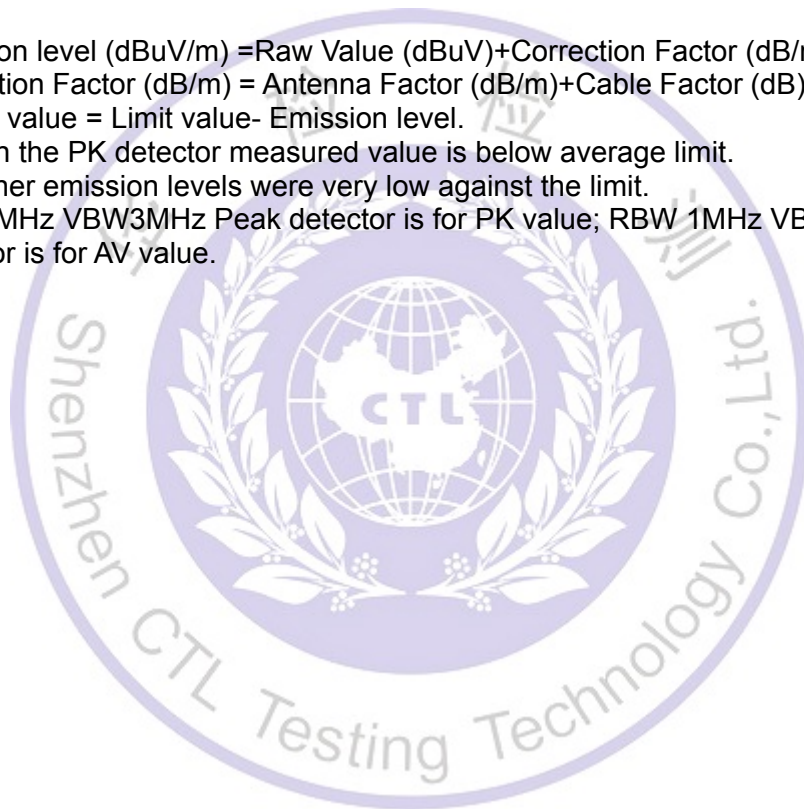 on level (dBuV/m) =Raw Value (dBuV)+Correction Factor (dB/
tion Factor (dB/m) = Antenna Factor (dB/m)+Cable Factor (dB)
value = Limit value- Emission level.
the PK detector measured value is below average limit.
her emission levels were very low against the limit.
MHz VBW3MHz Peak detector is for PK value; RBW 1MHz
or is for AV value.
检
测
Shenzhen CTL Testing Technology Co.,Ltd.
CTL